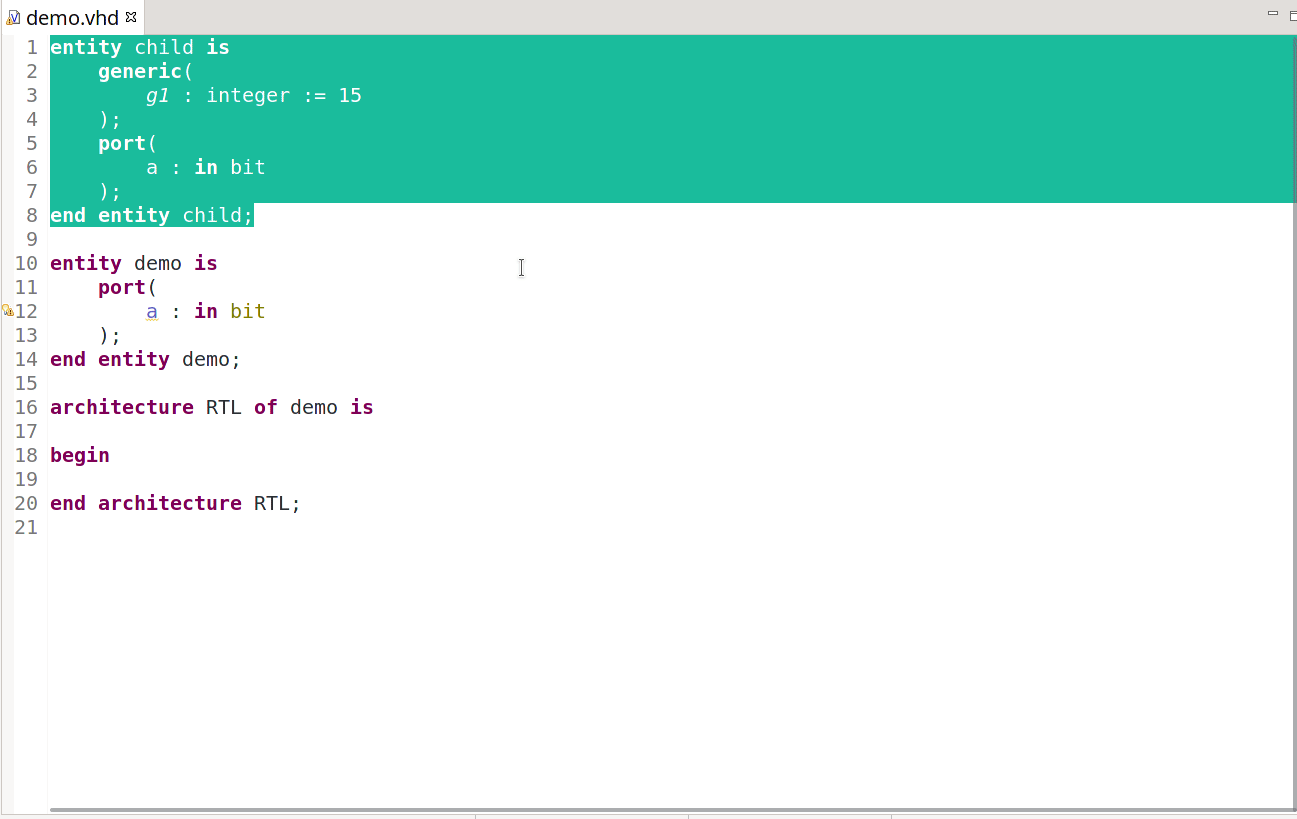 demo.vhd
1 entity child is
2     generic(
3         g1 : integer := 15
4     );
5     port(
6         a : in bit
7     );
8 end entity child;
9
10 entity demo is
11     port(
12         a : in bit
13     );
14 end entity demo;
15
16 architecture RTL of demo is
17
18 begin
19
20 end architecture RTL;
21